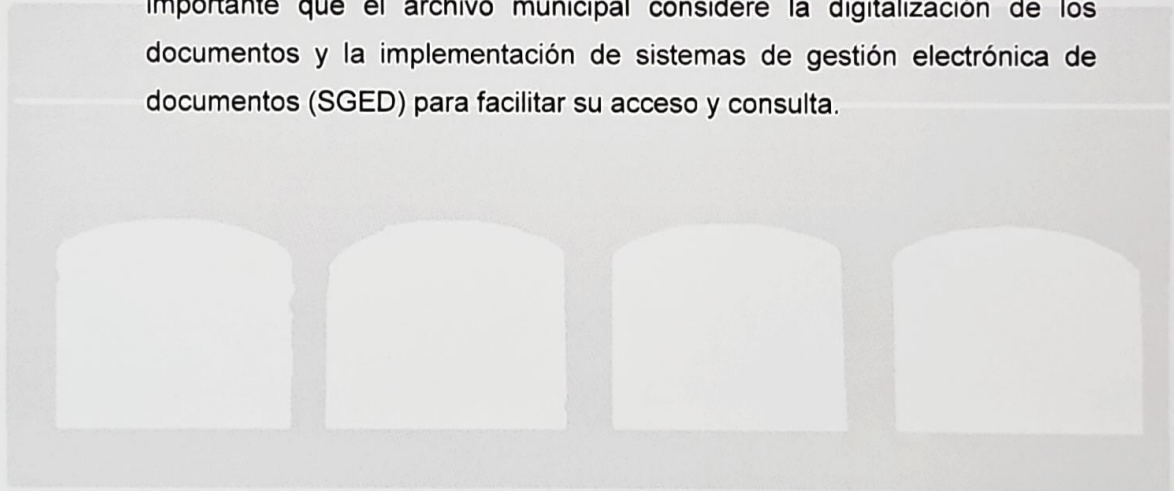 importante que el archivo municipal considere la digitalización de los
documentos y la implementación de sistemas de gestión electrónica de
documentos (SGED) para facilitar su acceso y consulta.